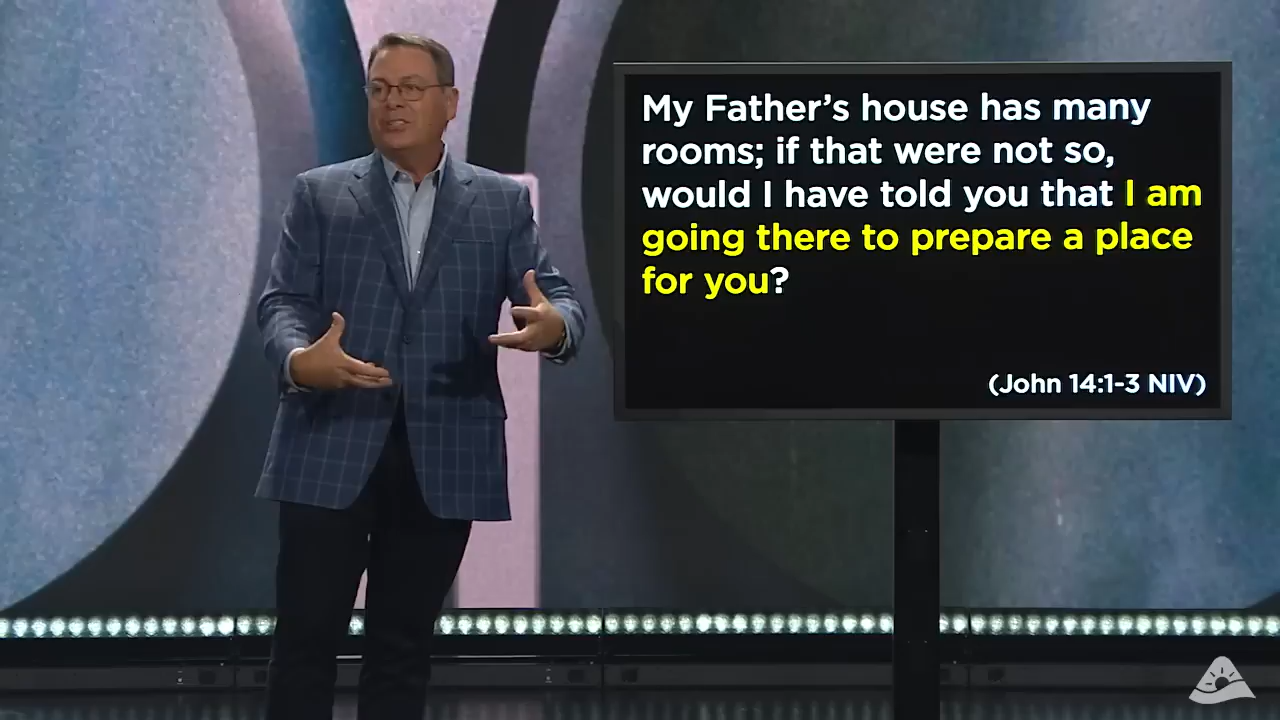 My Father’s house has many
rooms; if that were not so,
would I have told you that I am
going there to prepare a place
for you?
(John 14:1-3 NIV)